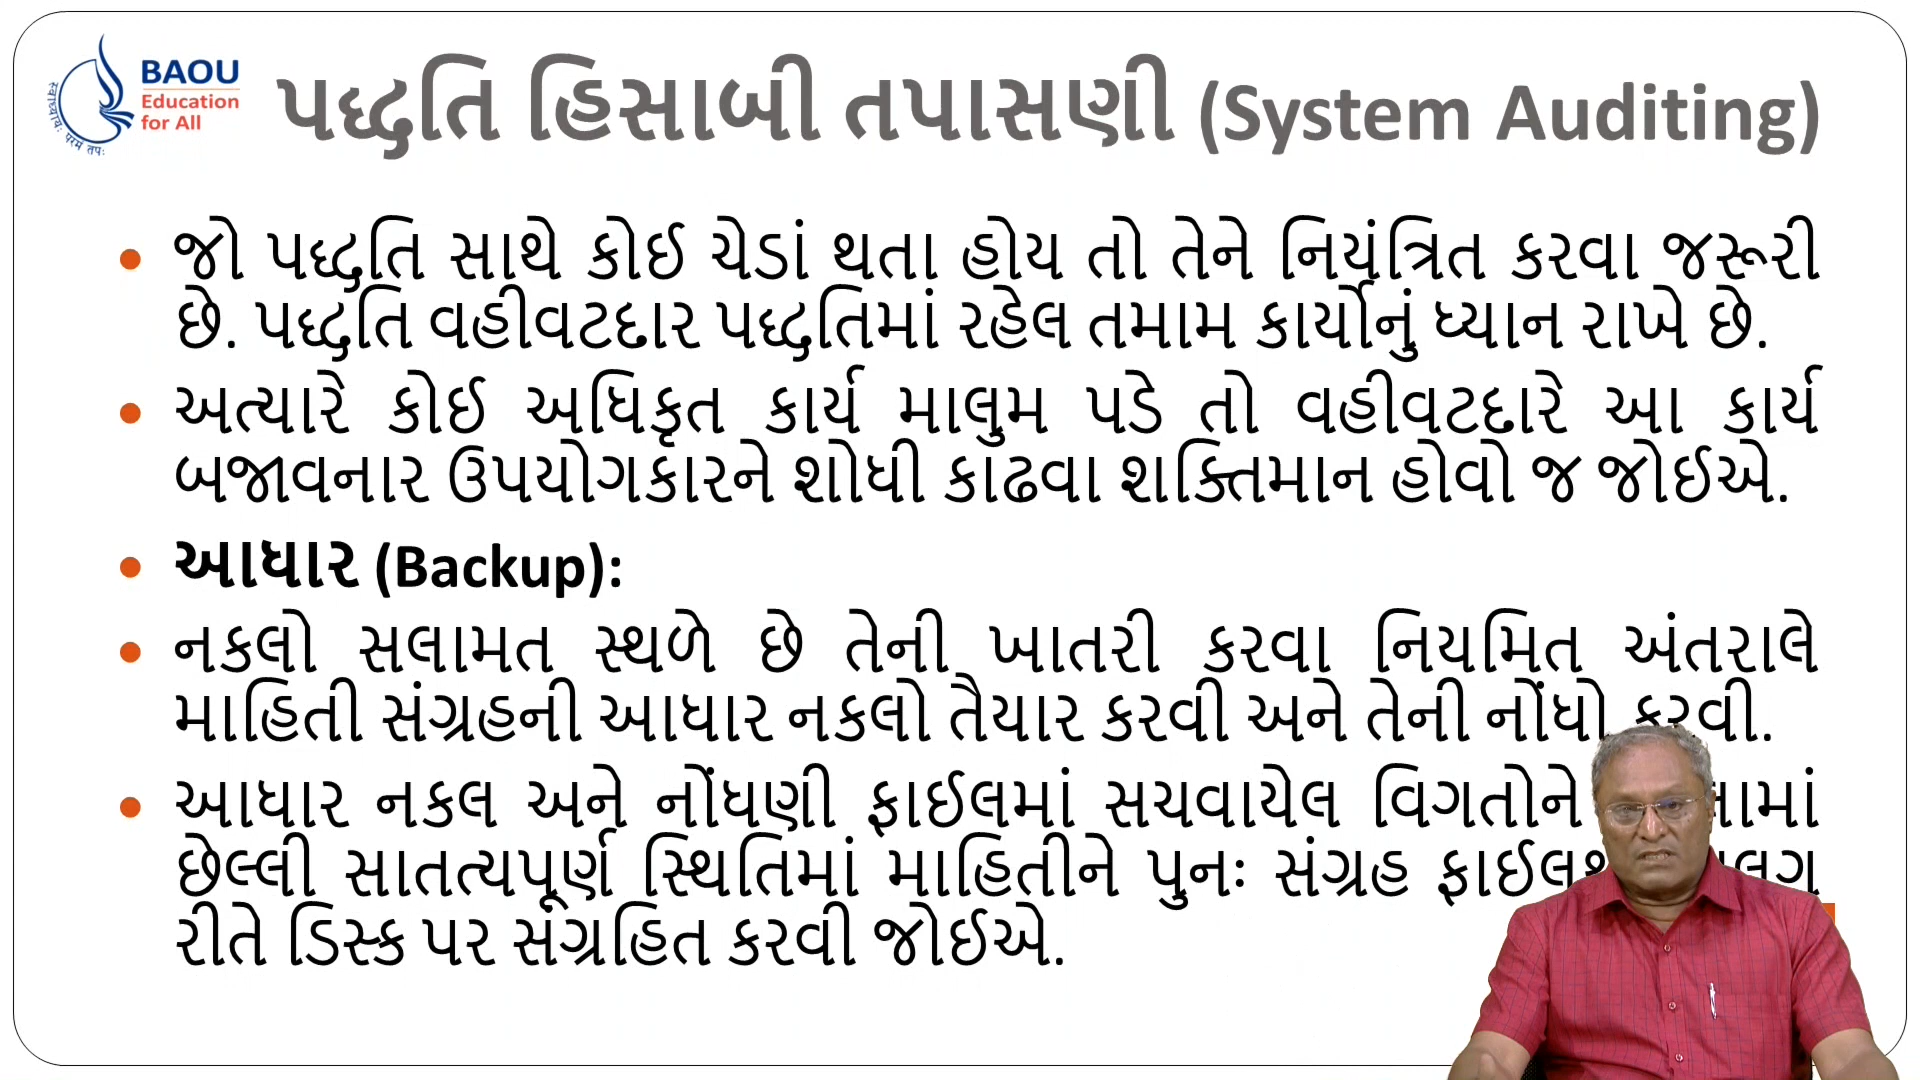 BAOU
Education
for All
स्वाध्यायः परमं तपः
પદ્ધતિ હિસાબી તપાસણી (System Auditing)
જો પદ્ધતિ સાથે કોઈ ચેડાં થતા હોય તો તેને નિયંત્રિત કરવા જરૂરી
છે. પદ્ધતિ વહીવટદાર પદ્ધતિમાં રહેલ તમામ કાર્યોનું ધ્યાન રાખે છે.
અત્યારે કોઈ અધિકૃત કાર્ય માલુમ પડે તો વહીવટદારે આ કાર્ય
બજાવનાર ઉપયોગકારને શોધી કાઢવા શક્તિમાન હોવો જ જોઈએ.
આધાર (Backup):
નકલો સલામત સ્થળે છે તેની ખાતરી કરવા નિયમિત અંતરાલે
માહિતી સંગ્રહની આધાર નકલો તૈયાર કરવી અને તેની નોંધો કરવી.
આધાર નકલ અને નોંધણી ફાઈલમાં સચવાયેલ વિગતોને
છેલ્લી સાતત્યપૂર્ણ સ્થિતિમાં માહિતીને પુનઃ સંગ્રહ
રીતે ડિસ્ક પર સંગ્રહિત કરવી જોઈએ.